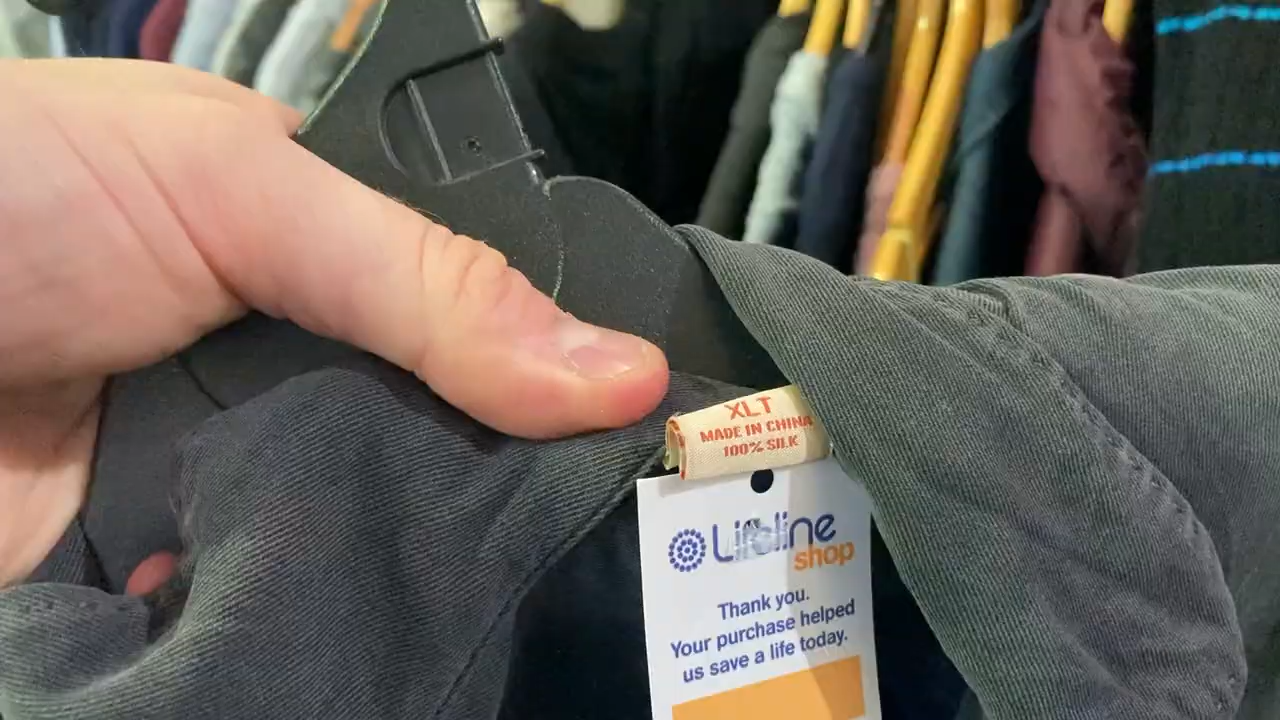 XLT
MADE IN CHINA
100% SILK
Lifeline
shop
Thank you.
Your purchase helped
us save a life today.